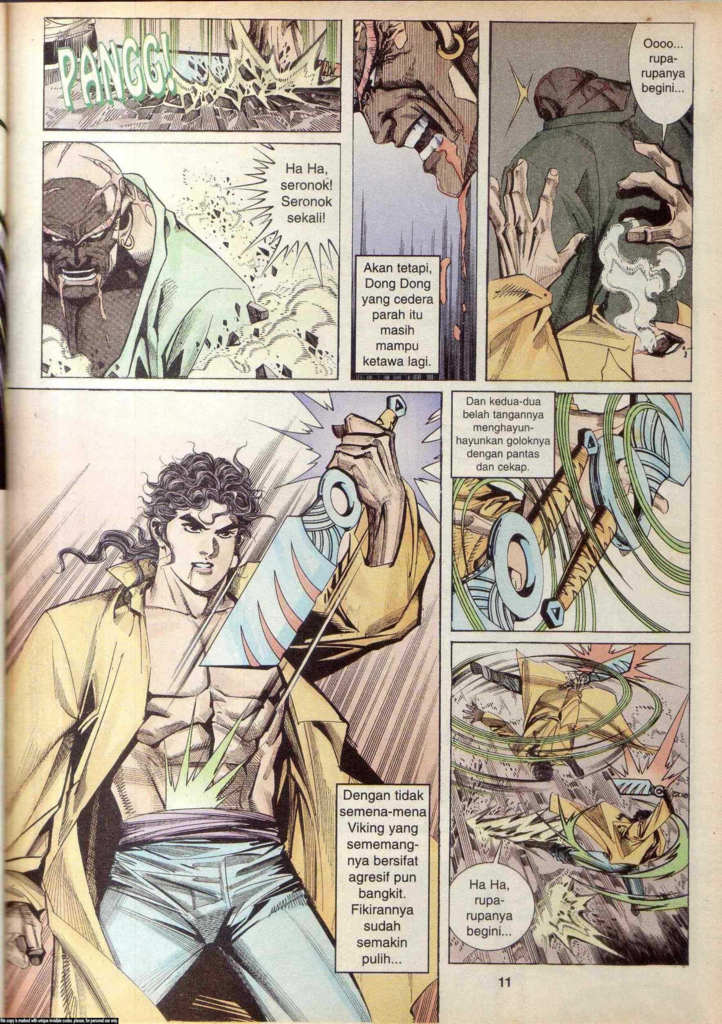 PANGG!
Ha Ha,
seronok!
Seronok
sekali!
Akan tetapi,
Dong Dong
yang cedera
parah itu
masih
mampu
ketawa lagi.
Oooo...
rupa-
rupanya
begini...
Dengan tidak
semena-mena
Viking yang
sememang-
nya bersifat
agresif pun
bangkit.
Fikirannya
sudah
semakin
pulih...
Dan kedua-dua
belah tangannya
menghayun-
hayunkan goloknya
dengan pantas
dan cekap.
Ha Ha,
rupa-
rupanya
begini...
11